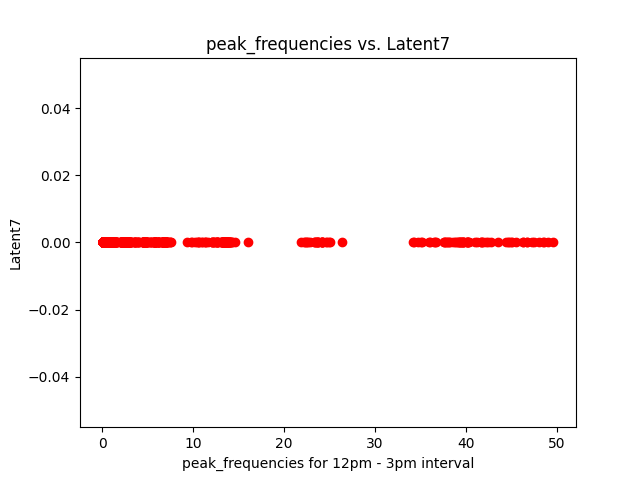 peak_frequencies vs. Latent7
0.04
0.02
0.00
−0.02
−0.04
Latent7
0 10 20 30 40 50
peak_frequencies for 12pm - 3pm interval